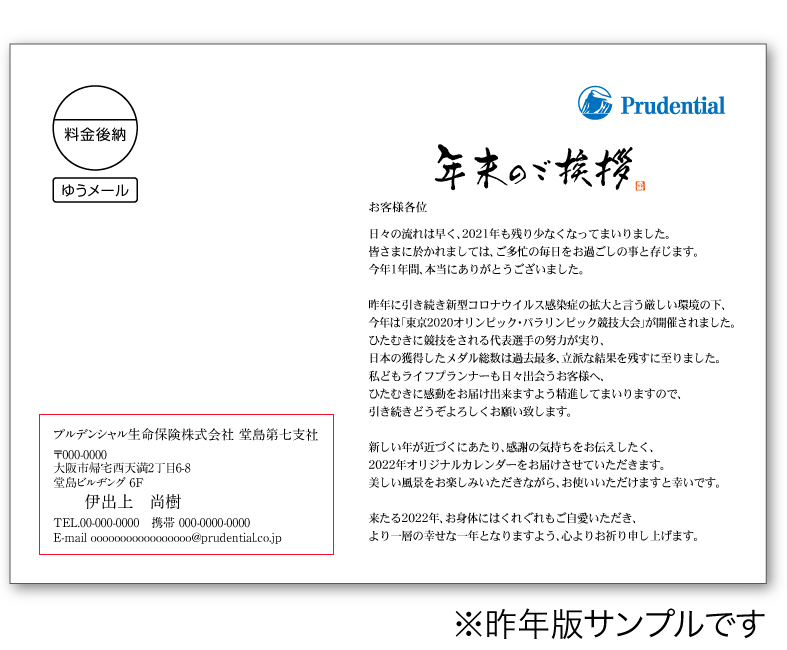 料金後納
ゆうメール
Prudential
年末のご挨拶
お客様各位
日々の流れは早く、2021年も残り少なくなってまいりました。
皆さまに於かれましては、ご多忙の毎日をお過ごしの事と存じます。
今年1年間、本当にありがとうございました。
昨年に引き続き新型コロナウイルス感染症の拡大と言う厳しい環境の下、
今年は「東京2020オリンピック・パラリンピック競技大会」が開催されました。
ひたむきに競技をされる代表選手の努力が実り、
日本の獲得したメダル総数は過去最多、立派な結果を残すに至りました。
私どもライフプランナーも日々出会うお客様へ、
ひたむきに感動をお届け出来ますよう精進してまいりますので、
引き続きどうぞよろしくお願い致します。
新しい年が近づくにあたり、感謝の気持ちをお伝えしたく、
2022年オリジナルカレンダーをお届けさせていただきます。
美しい風景をお楽しみいただきながら、お使いいただけますと幸いです。
来たる2022年、お身体にはくれぐれもご自愛いただき、
より一層の幸せな一年となりますよう、心よりお祈り申し上げます。
プルデンシャル生命保険株式会社 堂島第七支社
〒000-0000
大阪市帰宅西天満2丁目6-8
堂島ビルヂング 6F
伊出上　尚樹
TEL.00-000-0000　携帯 000-0000-0000
E-mail ooooooooooooooooo@prudential.co.jp
※昨年版サンプルです